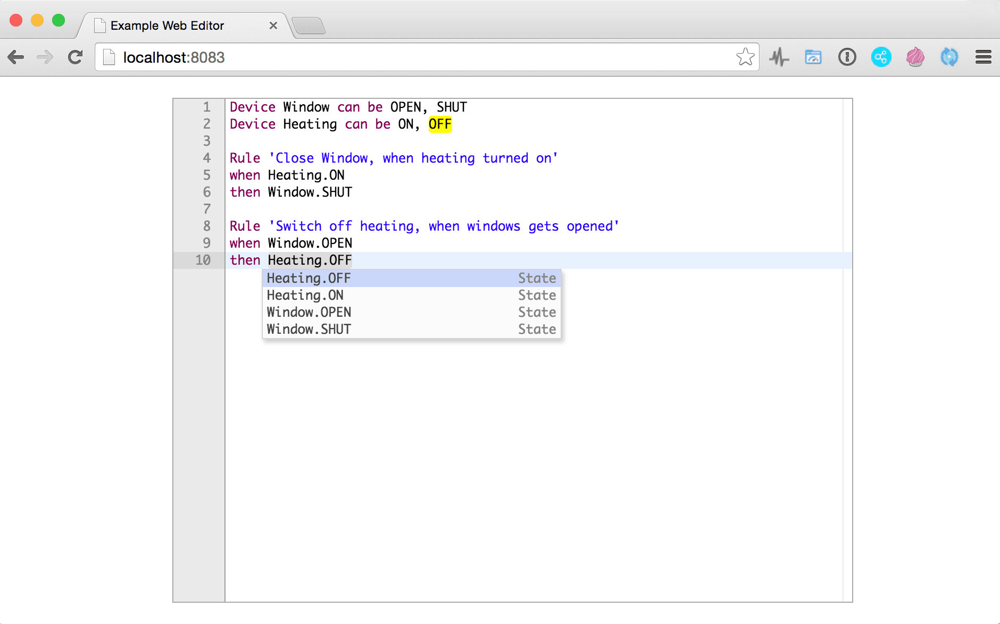 Example Web Editor
localhost:8083
1 Device Window can be OPEN, SHUT
2 Device Heating can be ON, OFF
3
4 Rule 'Close Window, when heating turned on'
5 when Heating.ON
6 then Window.SHUT
7
8 Rule 'Switch off heating, when windows gets opened'
9 when Window.OPEN
10 then Heating.OFF
Heating.OFF State
Heating.ON State
Window.OPEN State
Window.SHUT State